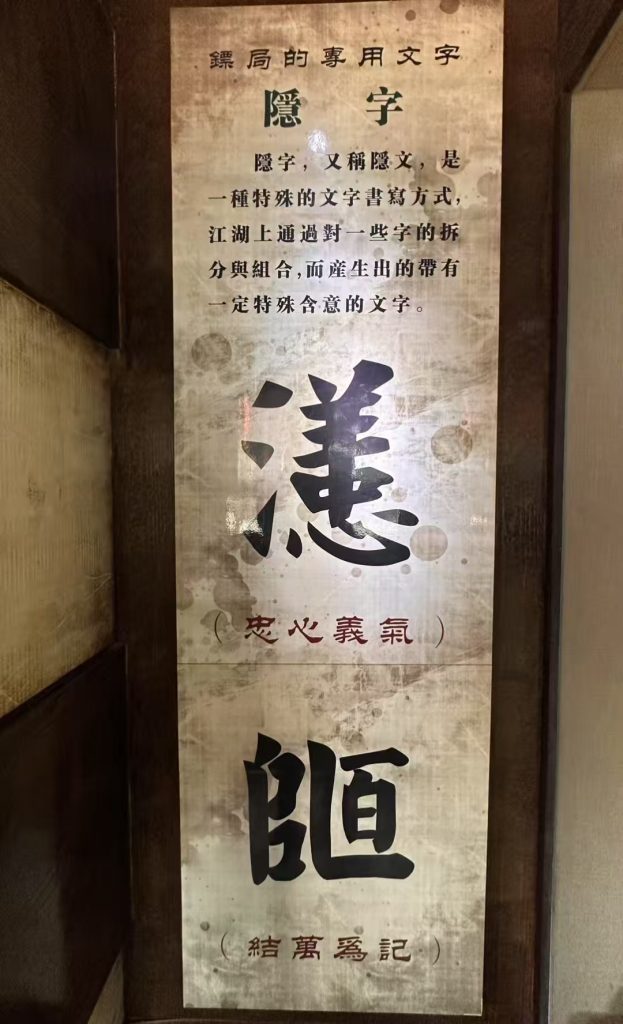 鏢局的專用文字
隱字
隱字，又稱隱文，是
一種特殊的文字書寫方式，
江湖上通過對一些字的拆
分與組合，而産生出的帶有
一定特殊含意的文字。
（忠心義氣）
（結萬爲記）